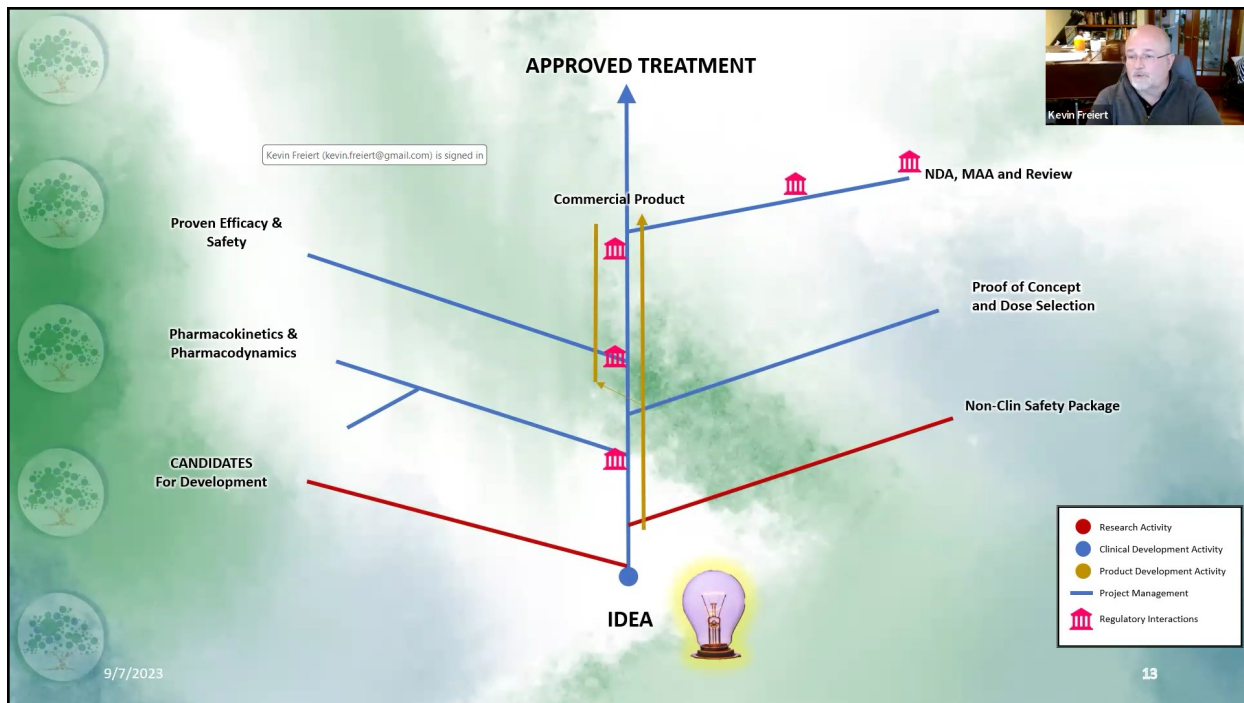 APPROVED TREATMENT
Kevin Freiert
Kevin Freiert (kevin.freiert@gmail.com) is signed in
NDA, MAA and Review
Commercial Product
Proven Efficacy &
Safety
Proof of Concept
and Dose Selection
Pharmacokinetics &
Pharmacodynamics
Non-Clin Safety Package
CANDIDATES
For Development
IDEA
Research Activity
Clinical Development Activity
Product Development Activity
Project Management
Regulatory Interactions
9/7/2023
13